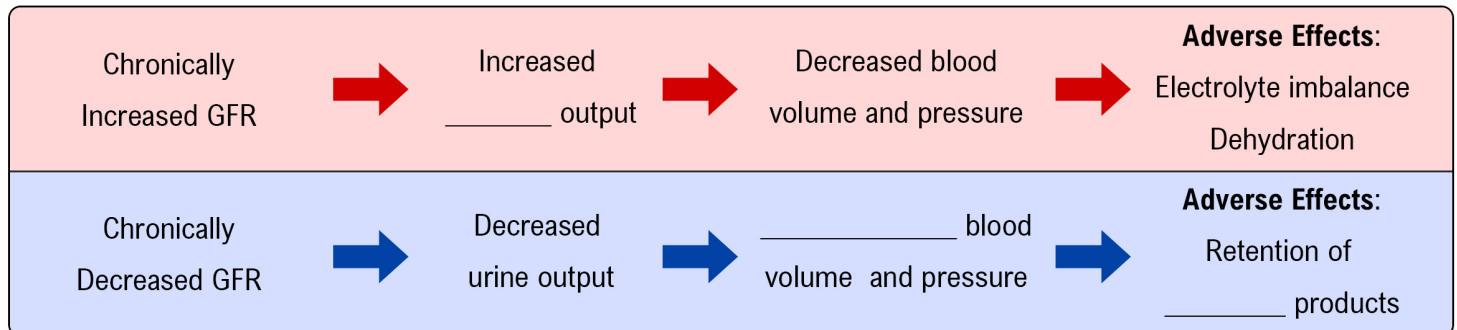 Chronically
Increased GFR
Increased
________ output
Decreased blood
volume and pressure
Adverse Effects:
Electrolyte imbalance
Dehydration
Chronically
Decreased GFR
Decreased
urine output
______________ blood
volume and pressure
Adverse Effects:
Retention of
_________ products